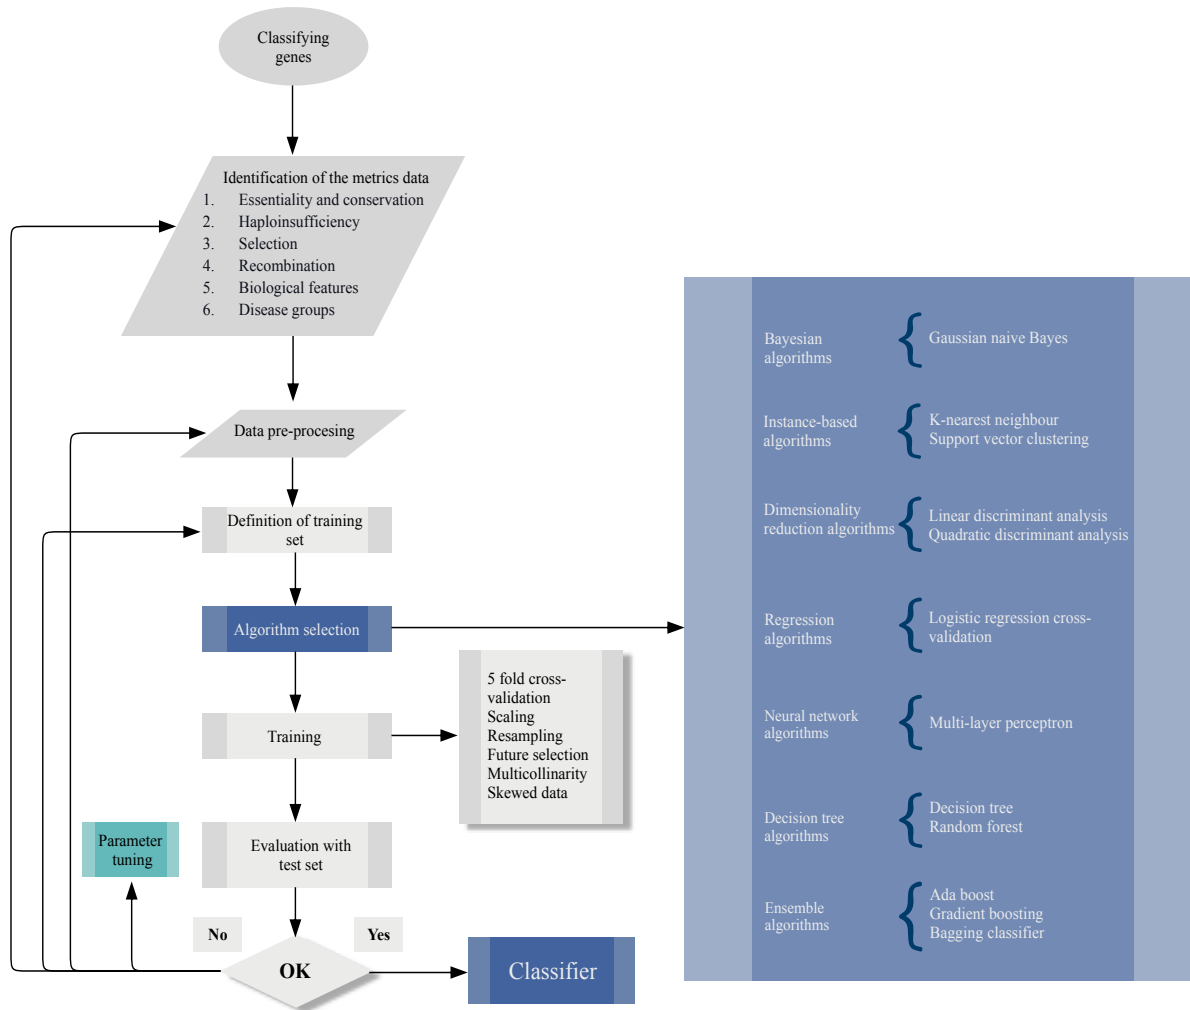 Classifying
genes
Identification of the metrics data
1. Essentiality and conservation
2. Haploinsufficiency
3. Selection
4. Recombination
5. Biological features
6. Disease groups
Data pre-procesing
Definition of training
set
Algorithm selection
Training
5 fold cross-
validation
Scaling
Resampling
Future selection
Multicollinarity
Skewed data
Evaluation with
test set
Parameter
tuning
No
Yes
OK
Classifier
Bayesian
algorithms
Gaussian naive Bayes
Instance-based
algorithms
K-nearest neighbour
Support vector clustering
Dimensionality
reduction algorithms
Linear discriminant analysis
Quadratic discriminant analysis
Regression
algorithms
Logistic regression cross-
validation
Neural network
algorithms
Multi-layer perceptron
Decision tree
algorithms
Decision tree
Random forest
Ensemble
algorithms
Ada boost
Gradient boosting
Bagging classifier